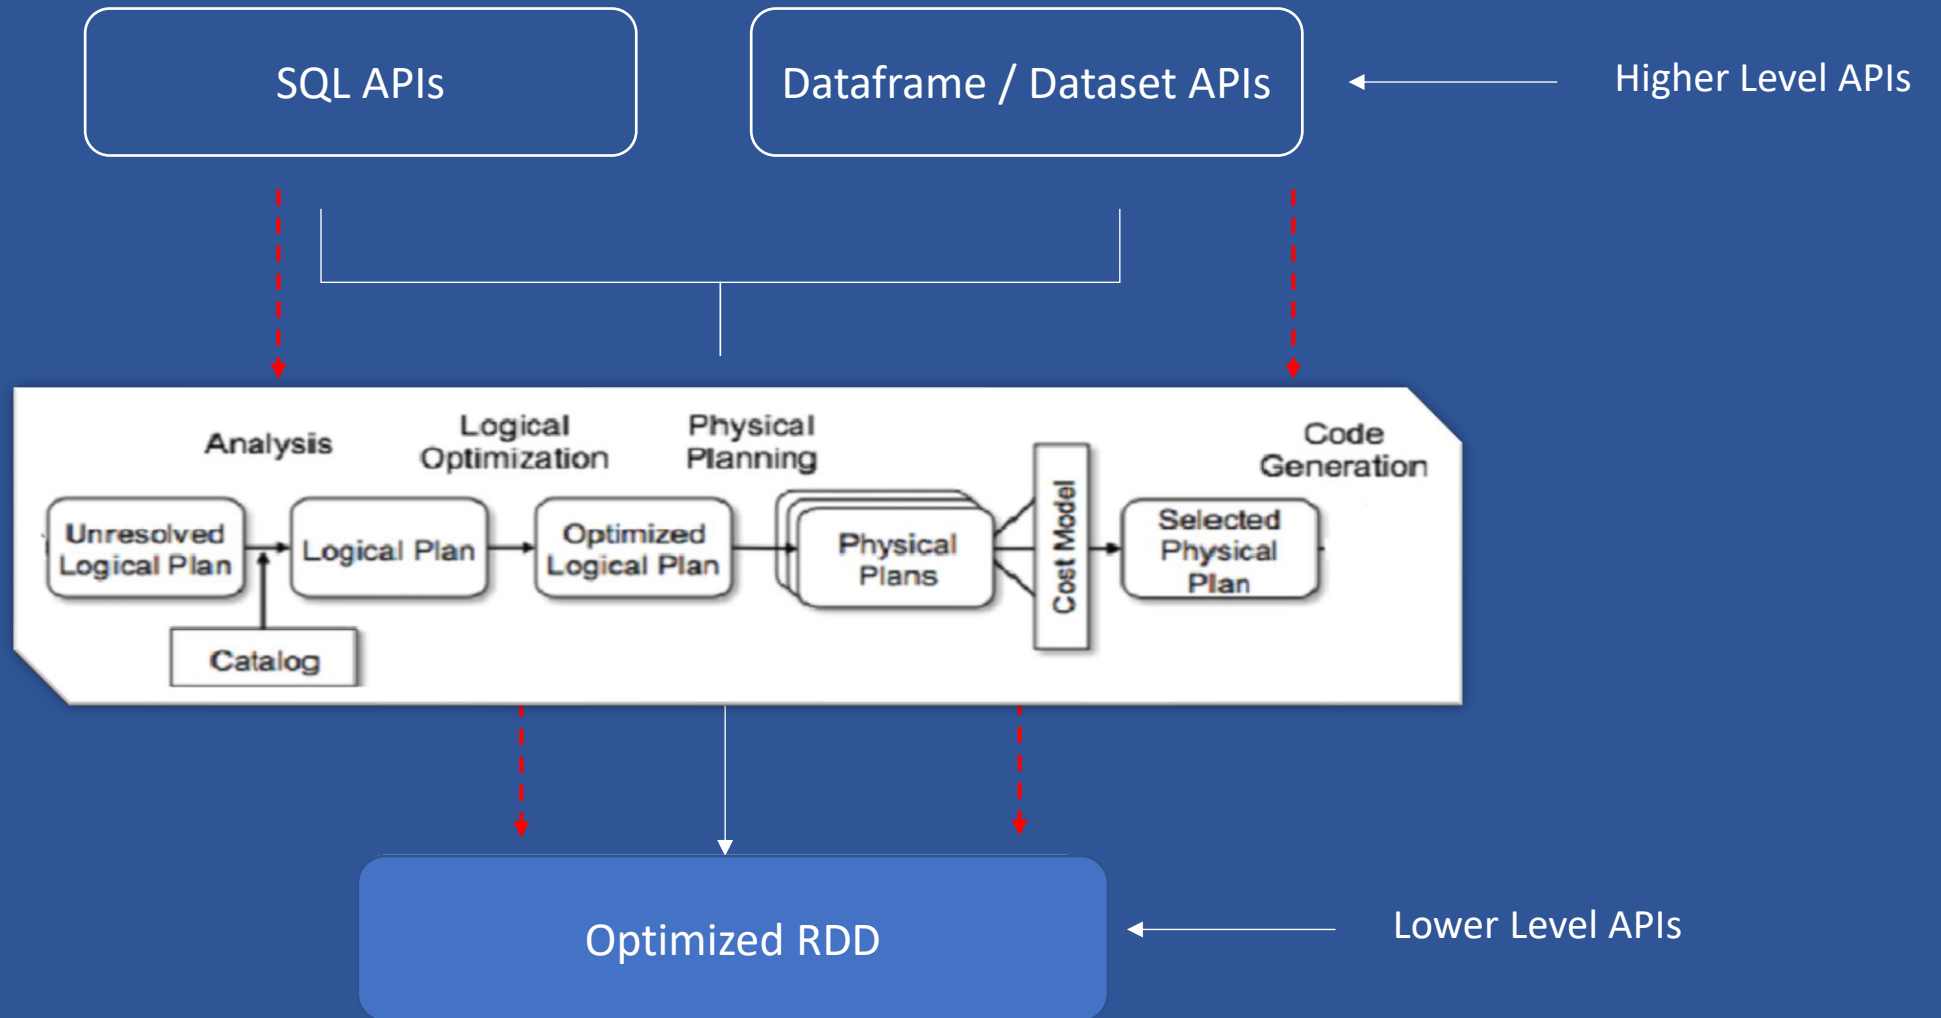 SQL APIs
Dataframe / Dataset APIs
Higher Level APIs
Analysis
Logical
Optimization
Physical
Planning
Code
Generation
Unresolved
Logical Plan
Logical Plan
Optimized
Logical Plan
Physical
Plans
Cost Model
Selected
Physical
Plan
Catalog
Optimized RDD
Lower Level APIs